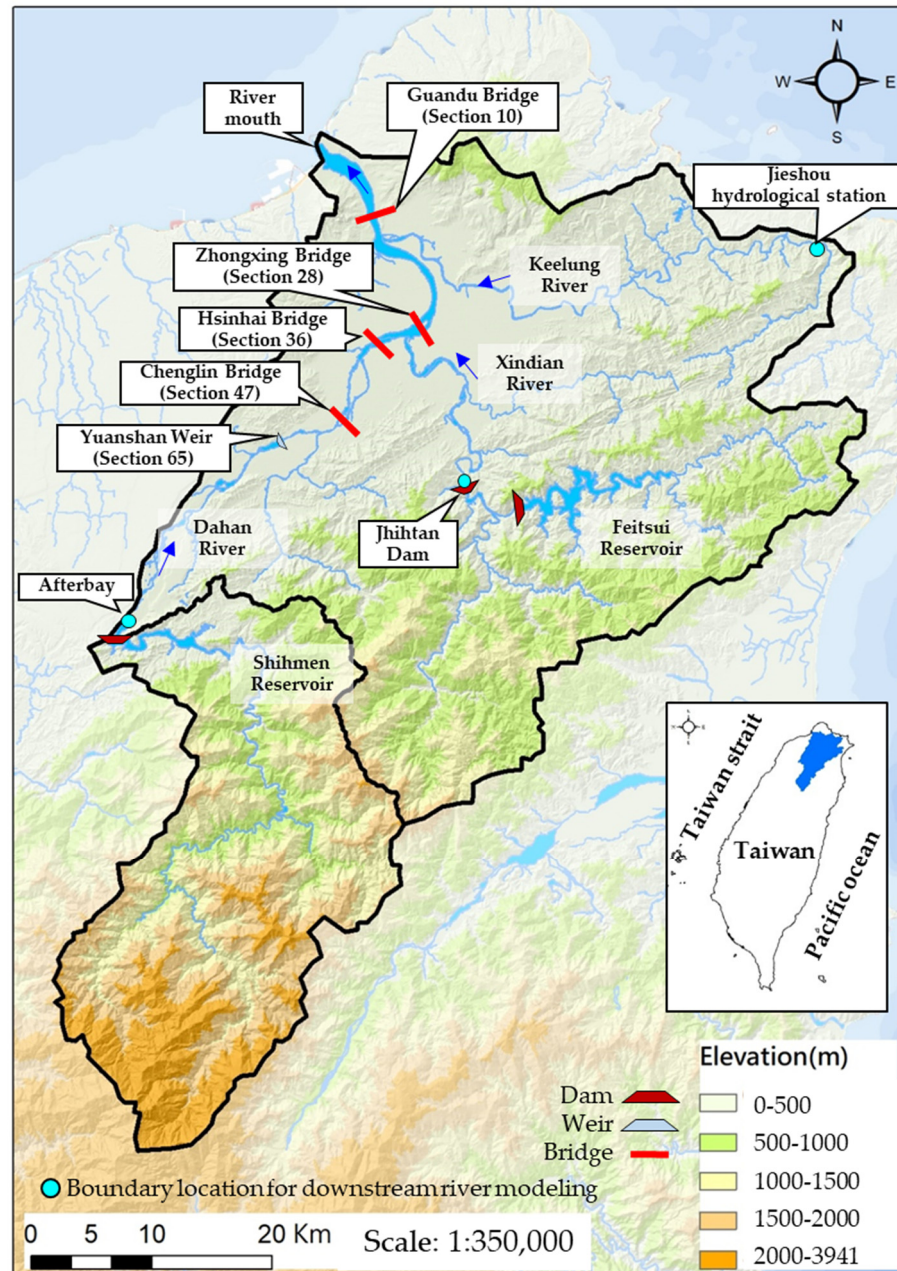 N
W
E
S
River
mouth
Guandu Bridge
(Section 10)
Jieshou
hydrological station
Zhongxing Bridge
(Section 28)
Keelung
River
Hsinhai Bridge
(Section 36)
Xindian
River
Chenglin Bridge
(Section 47)
Yuanshan Weir
(Section 65)
Dahan
River
Jhihtan
Dam
Feitsui
Reservoir
Afterbay
Shihmen
Reservoir
N
W
E
S
Taiwan strait
Taiwan
Pacific ocean
Elevation(m)
0-500
500-1000
1000-1500
1500-2000
2000-3941
Dam
Weir
Bridge
Boundary location for downstream river modeling
0 5 10 20 Km
Scale: 1:350,000